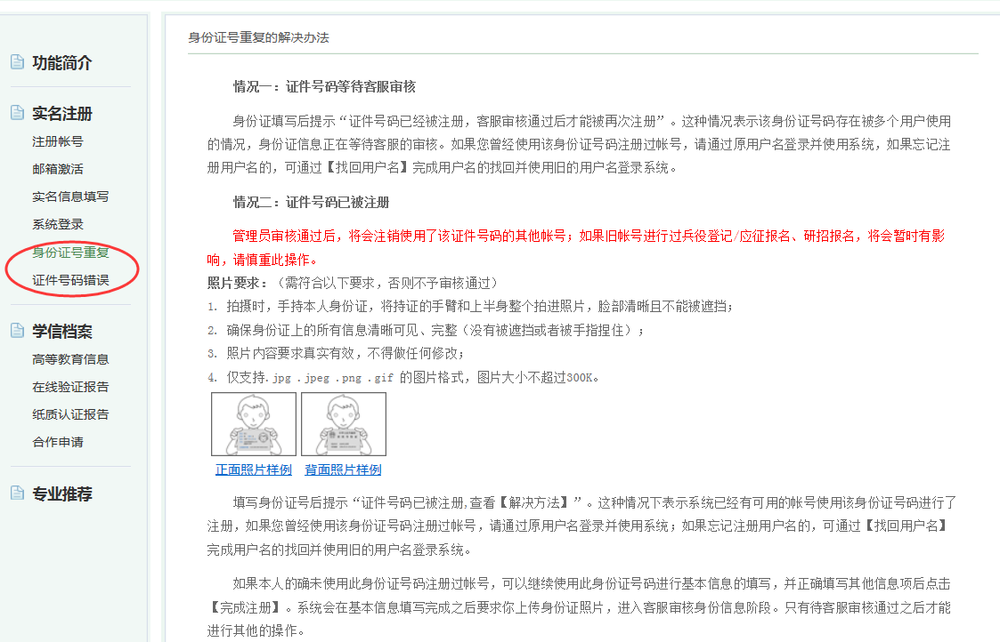 功能简介
实名注册
注册帐号
邮箱激活
实名信息填写
系统登录
身份证号重复
证件号码错误
学信档案
高等教育信息
在线验证报告
纸质认证报告
合作申请
专业推荐
身份证号重复的解决办法
情况一：证件号码等待客服审核
身份证填写后提示“证件号码已经被注册，客服审核通过后才能被再次注册”。这种情况表示该身份证号码存在被多个用户使用
的情况，身份证信息正在等待客服的审核。如果您曾经使用该身份证号码注册过帐号，请通过原用户名登录并使用系统，如果忘记注
册用户名的，可通过【找回用户名】完成用户名的找回并使用旧的用户名登录系统。
情况二：证件号码已被注册
管理员审核通过后，将会注销使用了该证件号码的其他帐号；如果旧帐号进行过兵役登记/应征报名、研招报名，将会暂时有影
响，请慎重此操作。
照片要求：（需符合以下要求，否则不予审核通过）
1. 拍摄时，手持本人身份证，将持证的手臂和上半身整个拍进照片，脸部清晰且不能被遮挡；
2. 确保身份证上的所有信息清晰可见、完整（没有被遮挡或者被手指捏住）；
3. 照片内容要求真实有效，不得做任何修改；
4. 仅支持.jpg .jpeg .png .gif 的图片格式，图片大小不超过300K。
正面照片样例 背面照片样例
填写身份证号后提示“证件号码已被注册,查看【解决方法】”。这种情况下表示系统已经有可用的帐号使用该身份证号码进行了
注册，如果您曾经使用该身份证号码注册过帐号，请通过原用户名登录并使用系统；如果忘记注册用户名的，可通过【找回用户名】
完成用户名的找回并使用旧的用户名登录系统。
如果本人的确未使用此身份证号码注册过帐号，可以继续使用此身份证号码进行基本信息的填写，并正确填写其他信息项后点击
【完成注册】。系统会在基本信息填写完成之后要求你上传身份证照片，进入客服审核身份信息阶段。只有待客服审核通过之后才能
进行其他的操作。